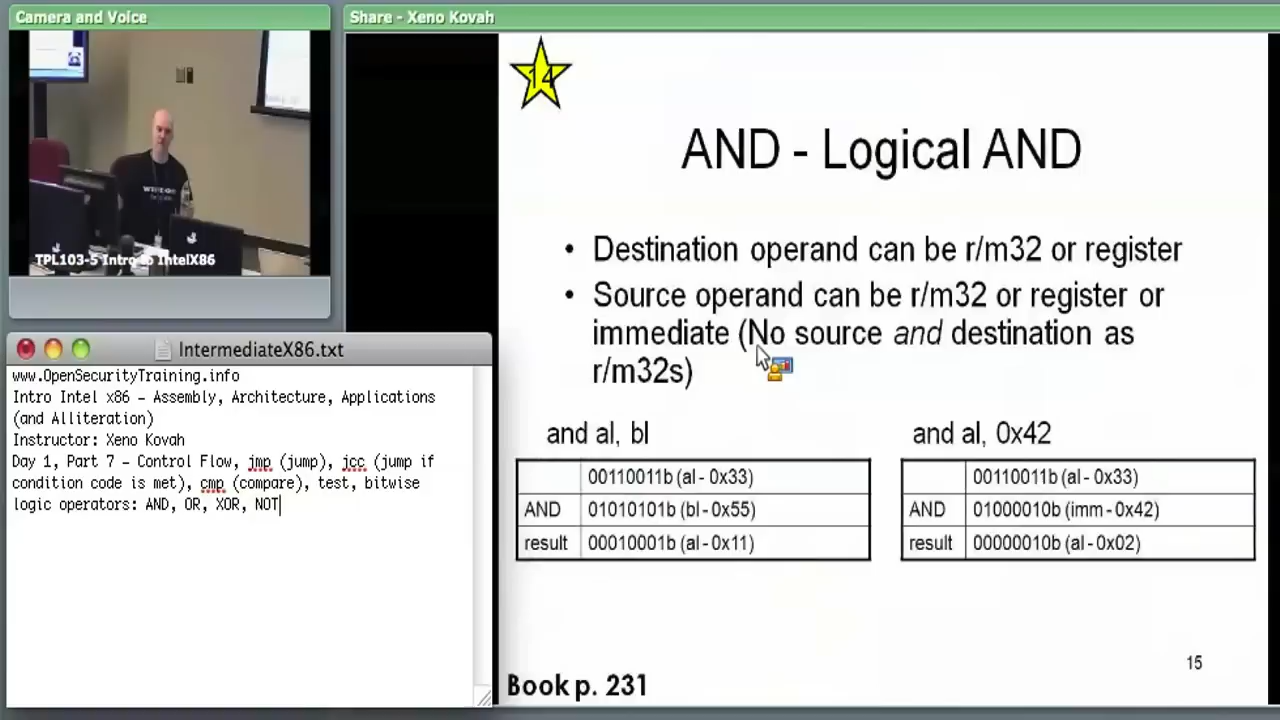 Camera and Voice
TPL103-5 Intro to IntelX86
IntermediateX86.txt
www.OpenSecurityTraining.info
Intro Intel x86 – Assembly, Architecture, Applications
(and Alliteration)
Instructor: Xeno Kovah
Day 1, Part 7 – Control Flow, jmp (jump), jcc (jump if
condition code is met), cmp (compare), test, bitwise
logic operators: AND, OR, XOR, NOT
Share - Xeno Kovah
14
AND - Logical AND
• Destination operand can be r/m32 or register
• Source operand can be r/m32 or register or
immediate (No source and destination as
r/m32s)
and al, bl
00110011b (al - 0x33)
AND 01010101b (bl - 0x55)
result 00010001b (al - 0x11)
and al, 0x42
00110011b (al - 0x33)
AND 01000010b (imm - 0x42)
result 00000010b (al - 0x02)
15
Book p. 231